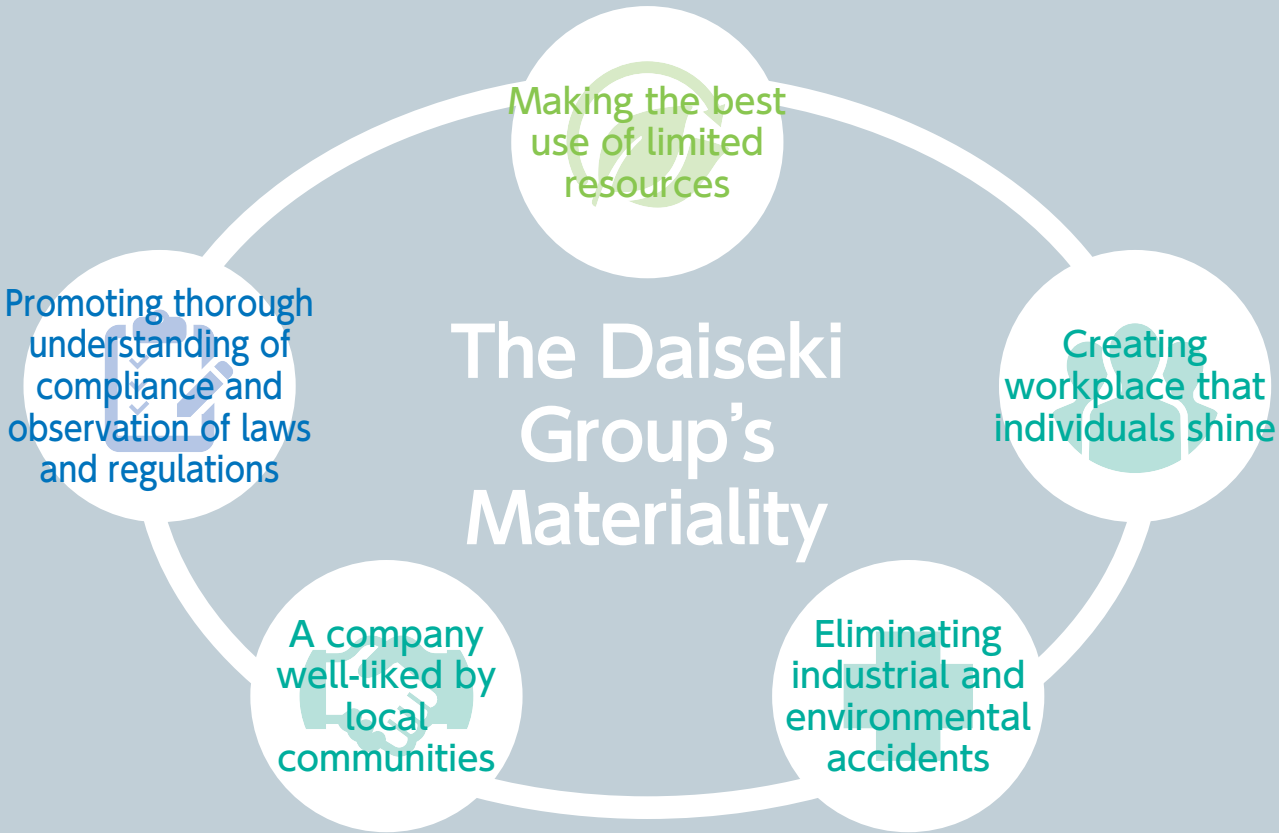 Making the best
use of limited
resources
Promoting thorough
understanding of
compliance and
observation of laws
and regulations
The Daiseki
Group's
Materiality
Creating
workplace that
individuals shine
A company
well-liked by
local
communities
Eliminating
industrial and
environmental
accidents